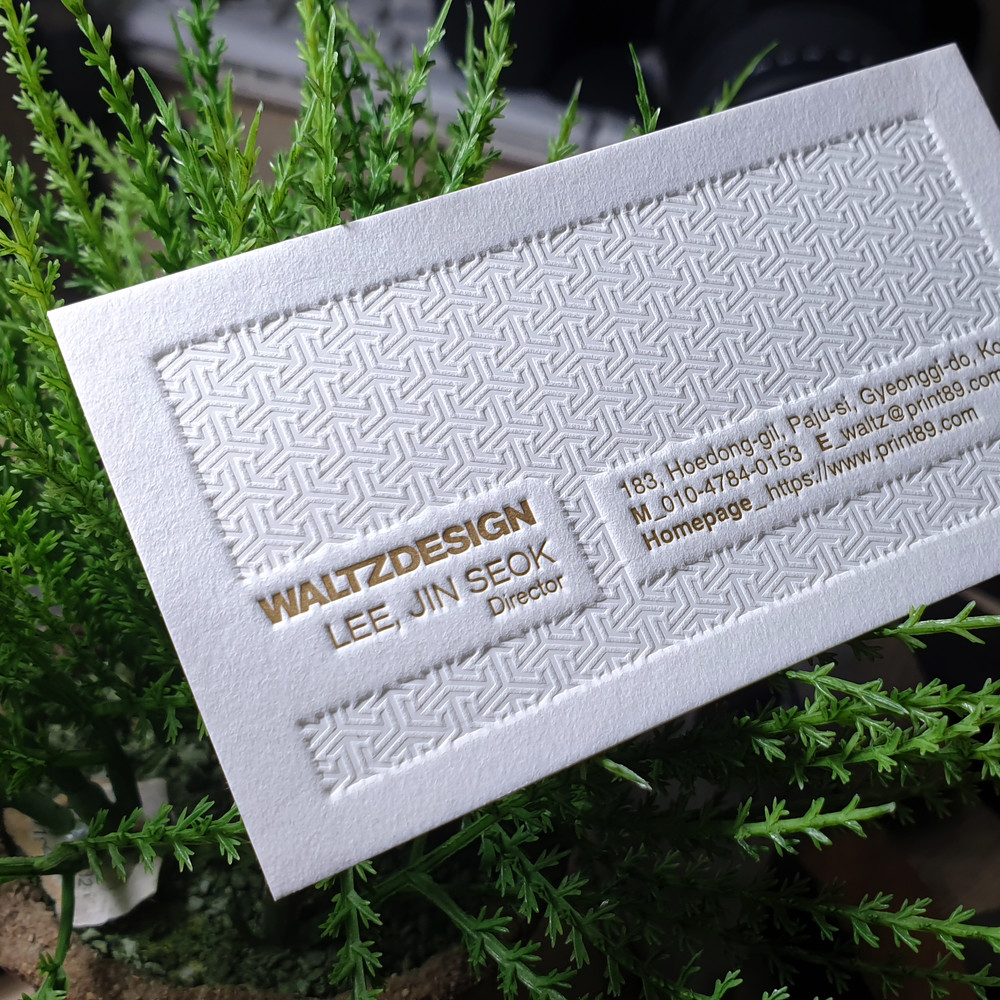 WALTZDESIGN
LEE, JIN SEOK
Director
183, Hoedong-gil, Paju-si, Gyeonggi-do,
M_010-4784-0153 E_waltz@print89.com
Homepage_https://www.print89.com